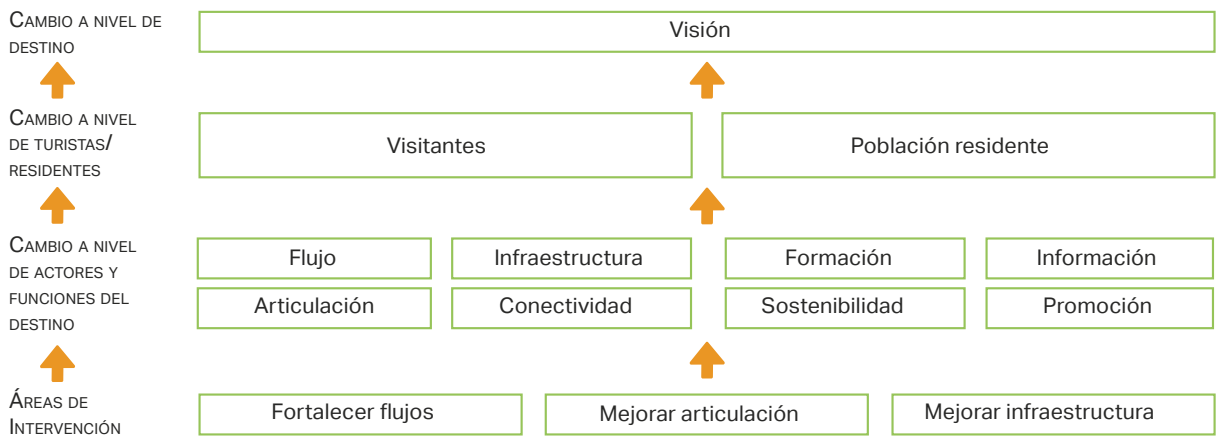 Cambio a nivel de
destino
Visión
Cambio a nivel
de turistas/
residentes
Visitantes
Población residente
Cambio a nivel
de actores y
funciones del
destino
Flujo
Infraestructura
Formación
Información
Articulación
Conectividad
Sostenibilidad
Promoción
Áreas de
Intervención
Fortalecer flujos
Mejorar articulación
Mejorar infraestructura